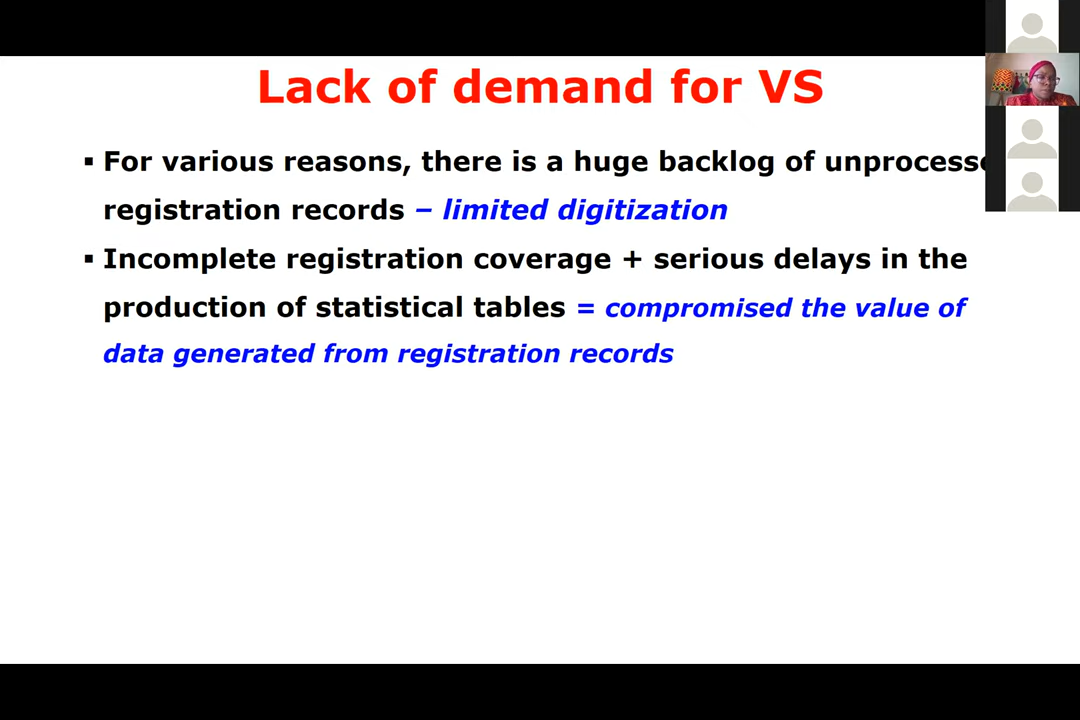 Lack of demand for VS
▪ For various reasons, there is a huge backlog of
registration records – limited digitization
▪ Incomplete registration coverage + serious delays in the
production of statistical tables = compromised the value of
data generated from registration records